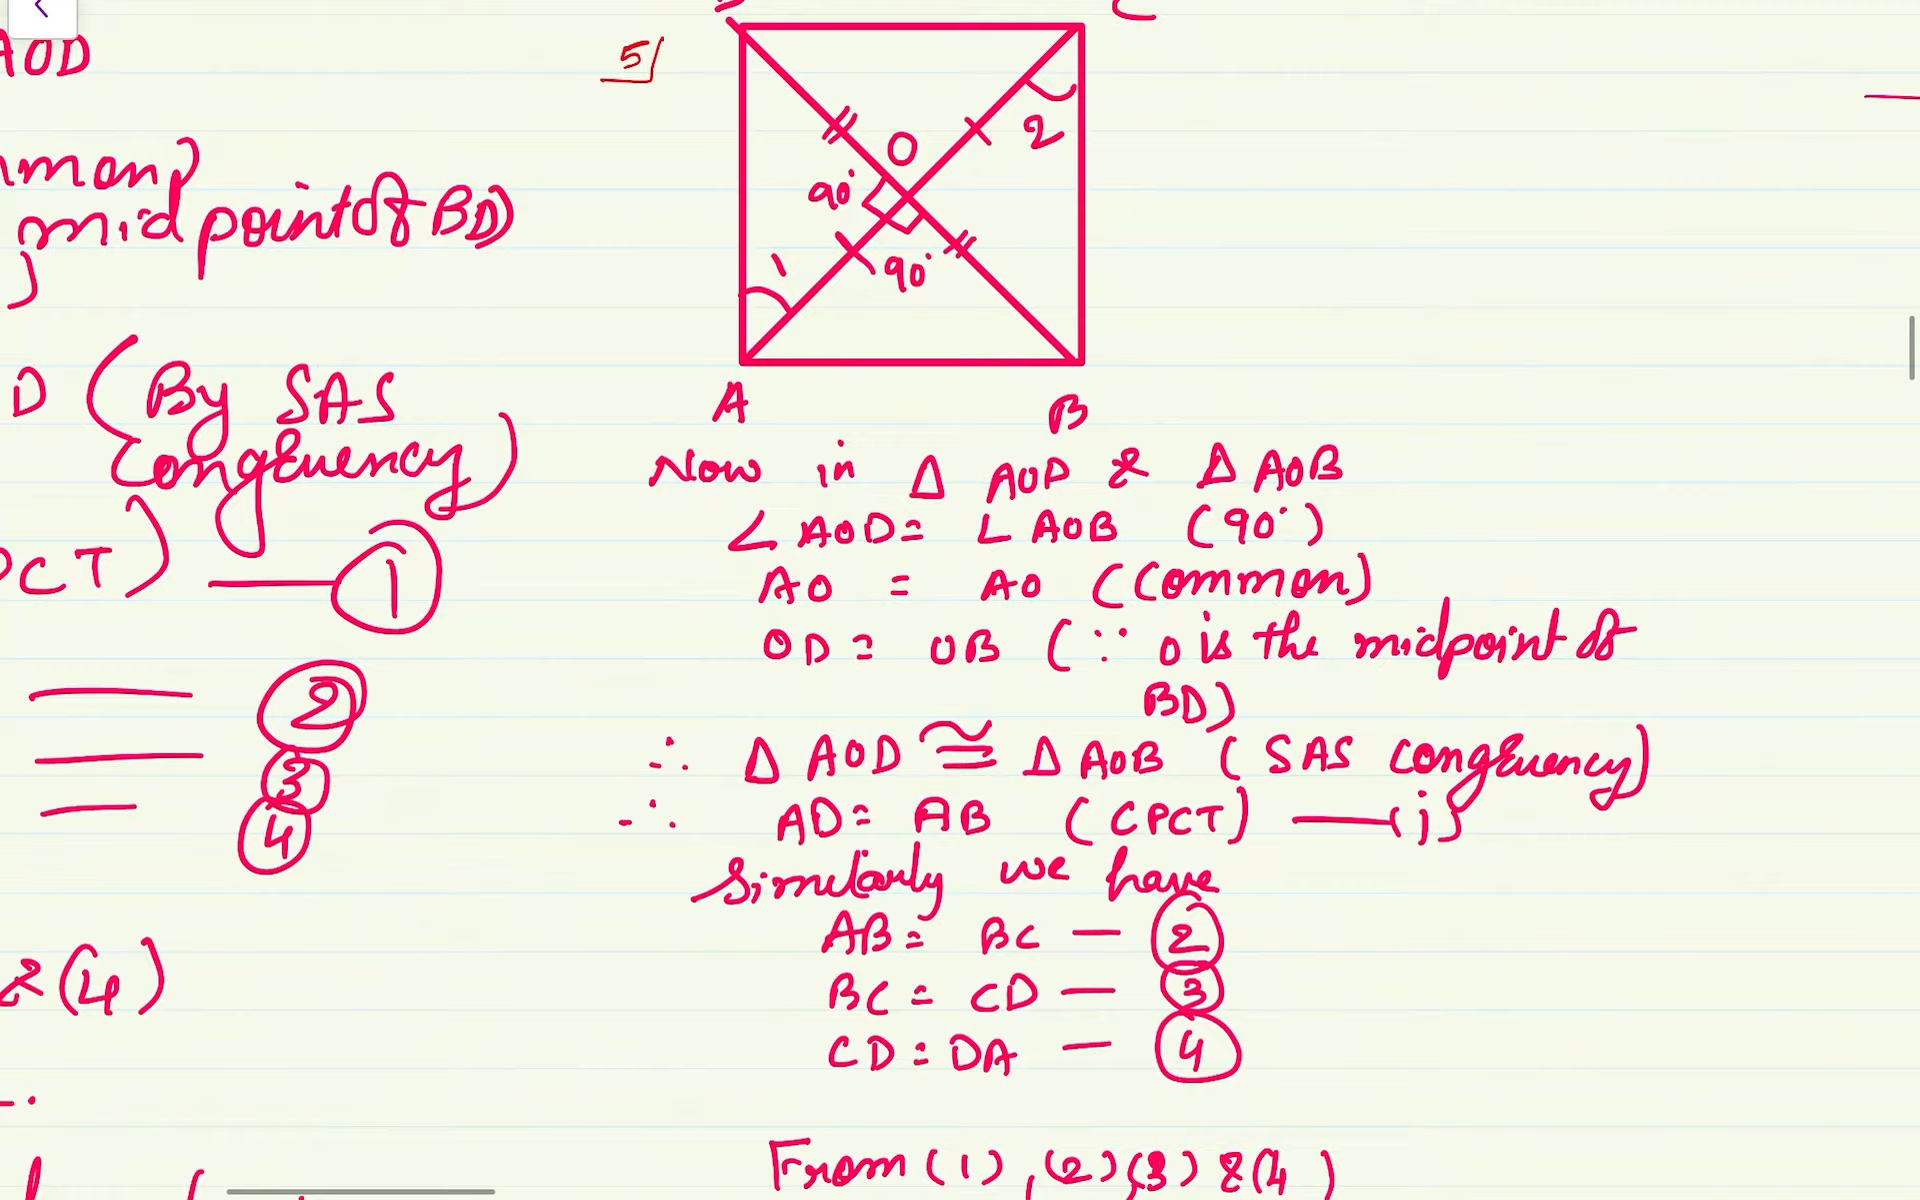 AOD
mmon)
midpoint of BD)
)
D (By SAS
Congruency)
PCT) — 1
— 2
— 3
— 4
& (4)
5
C
O
2
90°
1
90°
A B
Now in Δ AOD & Δ AOB
∠ AOD = ∠ AOB (90°)
AO = AO (Common)
OD = OB (∵ O is the midpoint of
BD)
∴ Δ AOD ≅ Δ AOB (SAS Congruency)
∴ AD = AB (CPCT) — 1
Similarly we have
AB = BC — 2
BC = CD — 3
CD = DA — 4
From (1), (2), (3) & (4)